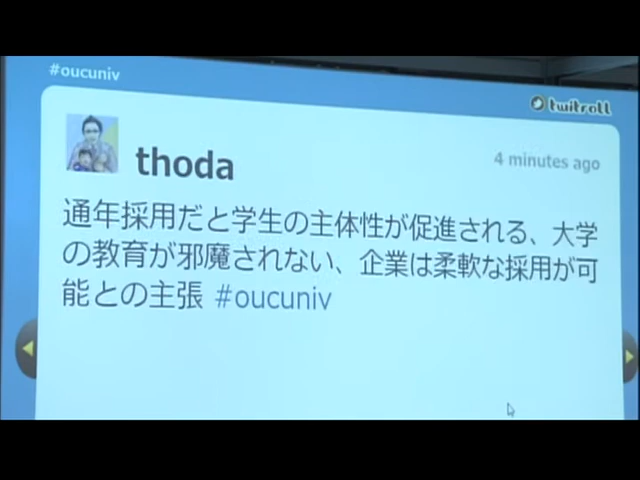 #oucuniv
twitroll
thoda
4 minutes ago
通年採用だと学生の主体性が促進される、大学
の教育が邪魔されない、企業は柔軟な採用が可
能との主張 #oucuniv